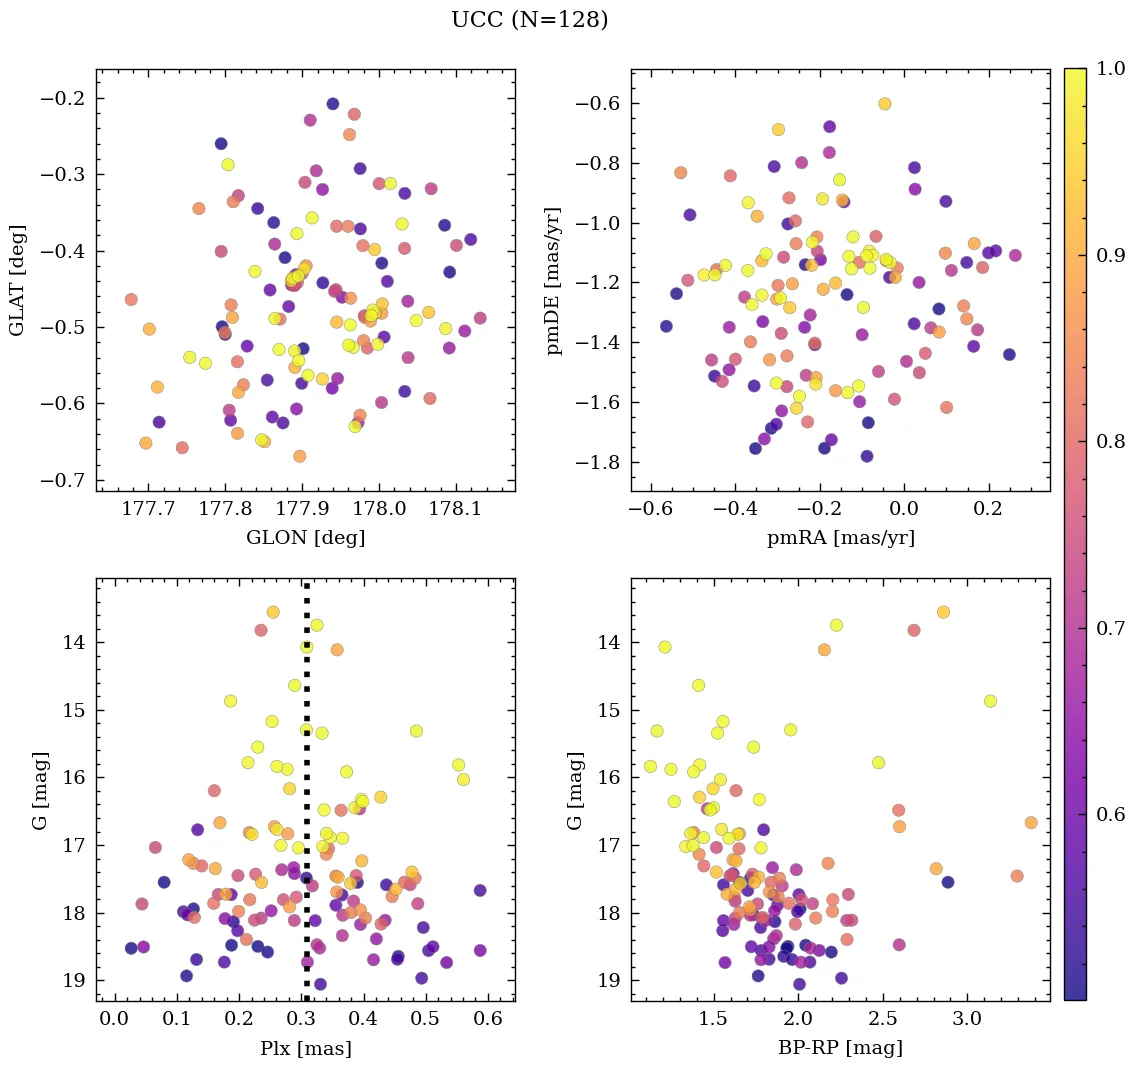 UCC (N=128)
−0.2
−0.3
−0.4
−0.5
−0.6
−0.7
GLAT [deg]
177.7 177.8 177.9 178.0 178.1
GLON [deg]
−0.6
−0.8
−1.0
−1.2
−1.4
−1.6
−1.8
pmDE [mas/yr]
−0.6 −0.4 −0.2 0.0 0.2
pmRA [mas/yr]
14
15
16
17
18
19
G [mag]
0.0 0.1 0.2 0.3 0.4 0.5 0.6
Plx [mas]
14
15
16
17
18
19
G [mag]
1.5 2.0 2.5 3.0
BP-RP [mag]
1.0
0.9
0.8
0.7
0.6